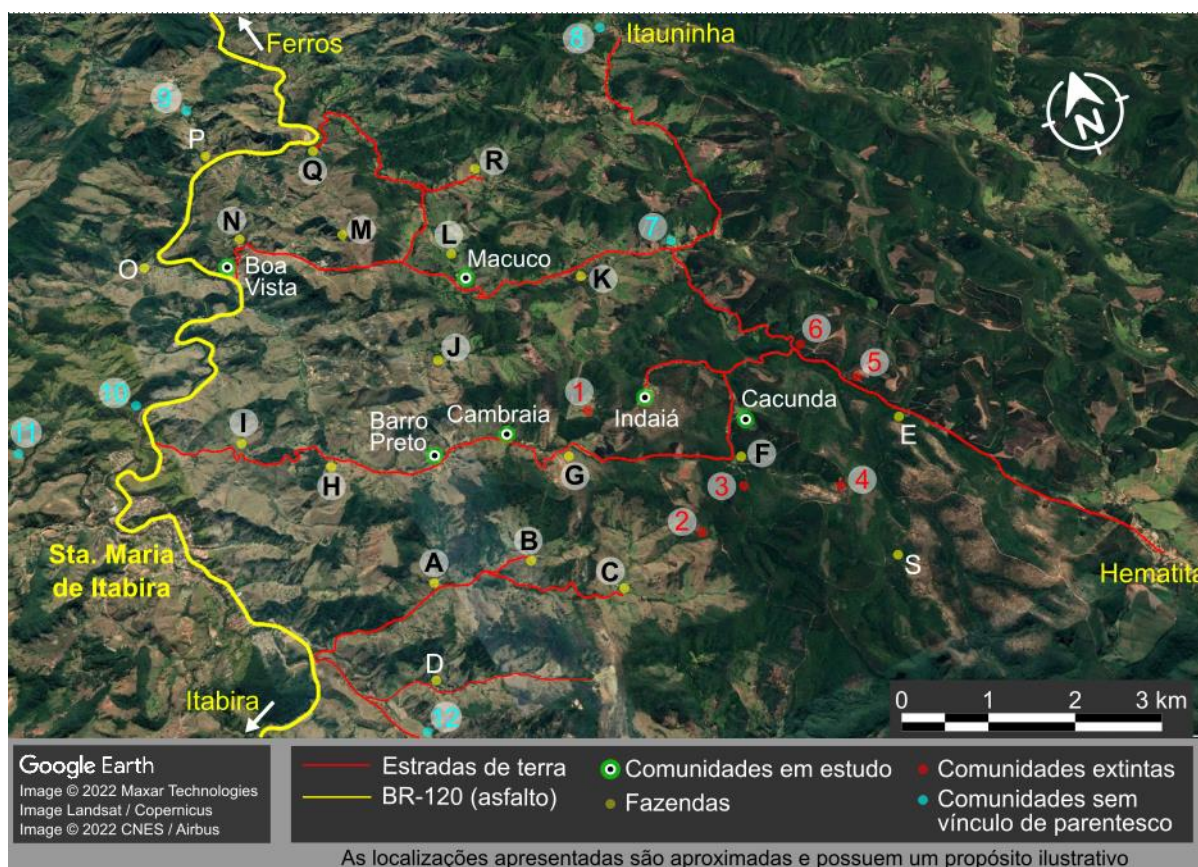 Ferros
8
Itauninha
9
P
Q
R
N
M
L
7
O
Boa
Vista
Macuco
K
6
J
5
1
10
Indaiá
Cacunda
11
I
Barro
Preto
Cambraia
E
H
G
F
3
4
2
Sta. Maria
de Itabira
A
B
C
S
Hematita
D
Itabira
12
N
0 1 2 3 km
Google Earth
Image © 2022 Maxar Technologies
Image Landsat / Copernicus
Image © 2022 CNES / Airbus
Estradas de terra
BR-120 (asfalto)
Comunidades em estudo
Fazendas
Comunidades extintas
Comunidades sem
vínculo de parentesco
As localizações apresentadas são aproximadas e possuem um propósito ilustrativo